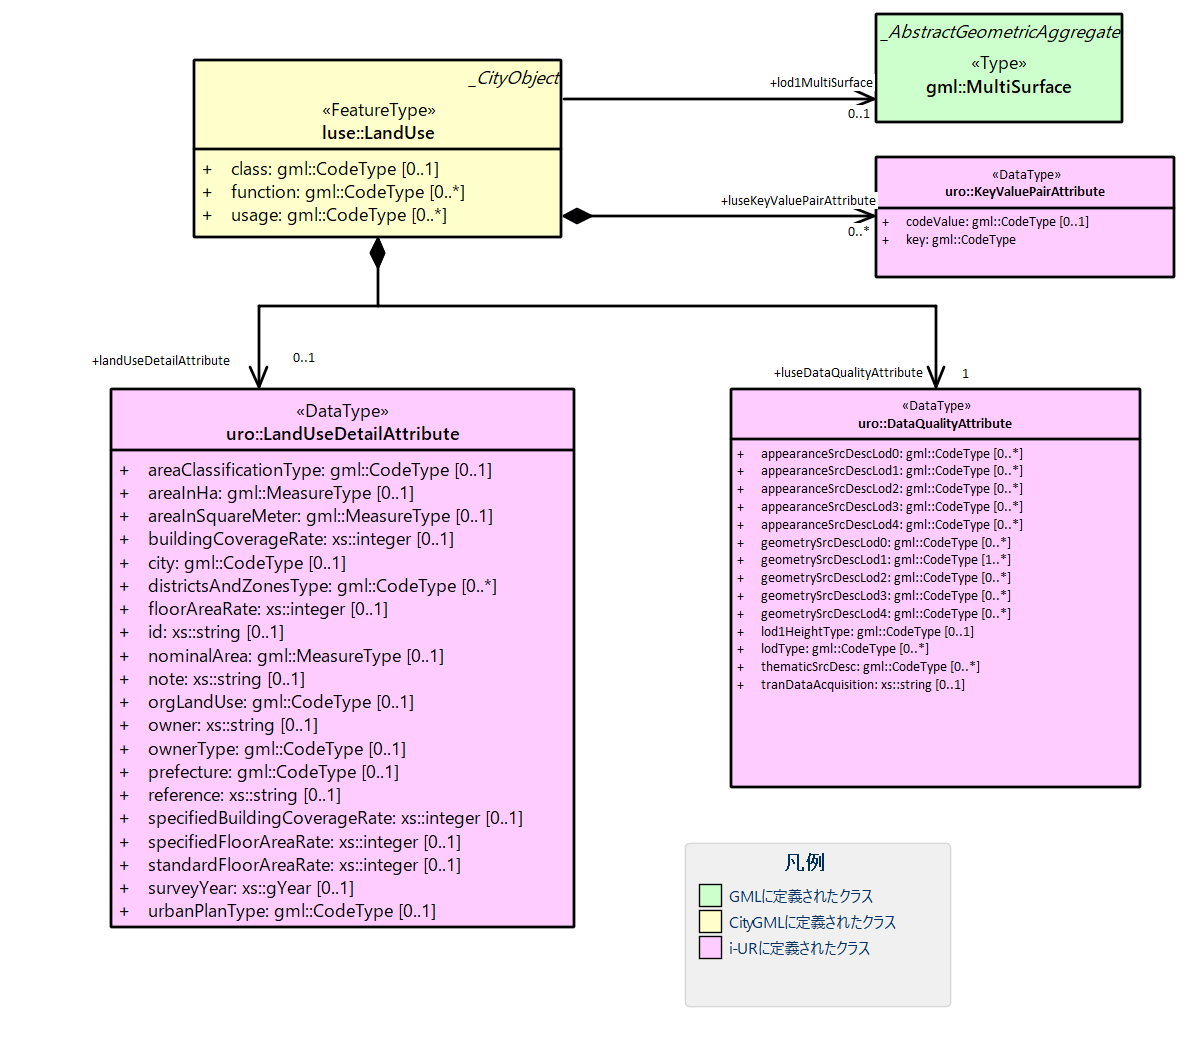 _CityObject
«FeatureType»
luse::LandUse
+ class: gml::CodeType [0..1]
+ function: gml::CodeType [0..*]
+ usage: gml::CodeType [0..*]
+lod1MultiSurface
0..1
_AbstractGeometricAggregate
«Type»
gml::MultiSurface
+luseKeyValuePairAttribute
0..*
«DataType»
uro::KeyValuePairAttribute
+ codeValue: gml::CodeType [0..1]
+ key: gml::CodeType
+landUseDetailAttribute
0..1
«DataType»
uro::LandUseDetailAttribute
+ areaClassificationType: gml::CodeType [0..1]
+ areaInHa: gml::MeasureType [0..1]
+ areaInSquareMeter: gml::MeasureType [0..1]
+ buildingCoverageRate: xs::integer [0..1]
+ city: gml::CodeType [0..1]
+ districtsAndZonesType: gml::CodeType [0..*]
+ floorAreaRate: xs::integer [0..1]
+ id: xs::string [0..1]
+ nominalArea: gml::MeasureType [0..1]
+ note: xs::string [0..1]
+ orgLandUse: gml::CodeType [0..1]
+ owner: xs::string [0..1]
+ ownerType: gml::CodeType [0..1]
+ prefecture: gml::CodeType [0..1]
+ reference: xs::string [0..1]
+ specifiedBuildingCoverageRate: xs::integer [0..1]
+ specifiedFloorAreaRate: xs::integer [0..1]
+ standardFloorAreaRate: xs::integer [0..1]
+ surveyYear: xs::gYear [0..1]
+ urbanPlanType: gml::CodeType [0..1]
+luseDataQualityAttribute
1
«DataType»
uro::DataQualityAttribute
+ appearanceSrcDescLod0: gml::CodeType [0..*]
+ appearanceSrcDescLod1: gml::CodeType [0..*]
+ appearanceSrcDescLod2: gml::CodeType [0..*]
+ appearanceSrcDescLod3: gml::CodeType [0..*]
+ appearanceSrcDescLod4: gml::CodeType [0..*]
+ geometrySrcDescLod0: gml::CodeType [0..*]
+ geometrySrcDescLod1: gml::CodeType [1..*]
+ geometrySrcDescLod2: gml::CodeType [0..*]
+ geometrySrcDescLod3: gml::CodeType [0..*]
+ geometrySrcDescLod4: gml::CodeType [0..*]
+ lod1HeightType: gml::CodeType [0..1]
+ lodType: gml::CodeType [0..*]
+ thematicSrcDesc: gml::CodeType [0..*]
+ tranDataAcquisition: xs::string [0..1]
凡例
GMLに定義されたクラス
CityGMLに定義されたクラス
i-URに定義されたクラス